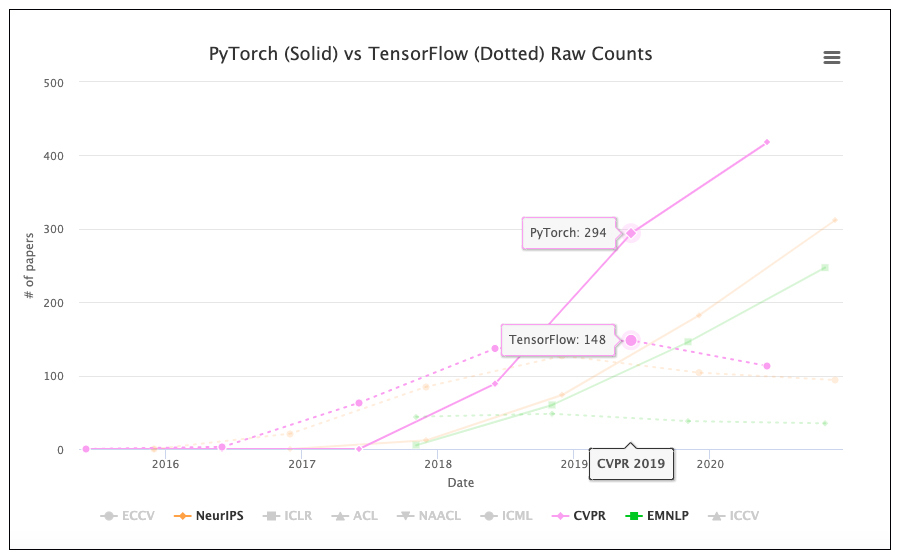 PyTorch (Solid) vs TensorFlow (Dotted) Raw Counts
500
400
300
200
100
0
# of papers
PyTorch: 294
TensorFlow: 148
CVPR 2019
2016
2017
2018
2019
2020
Date
ECCV NeurIPS ICLR ACL NAACL ICML CVPR EMNLP ICCV